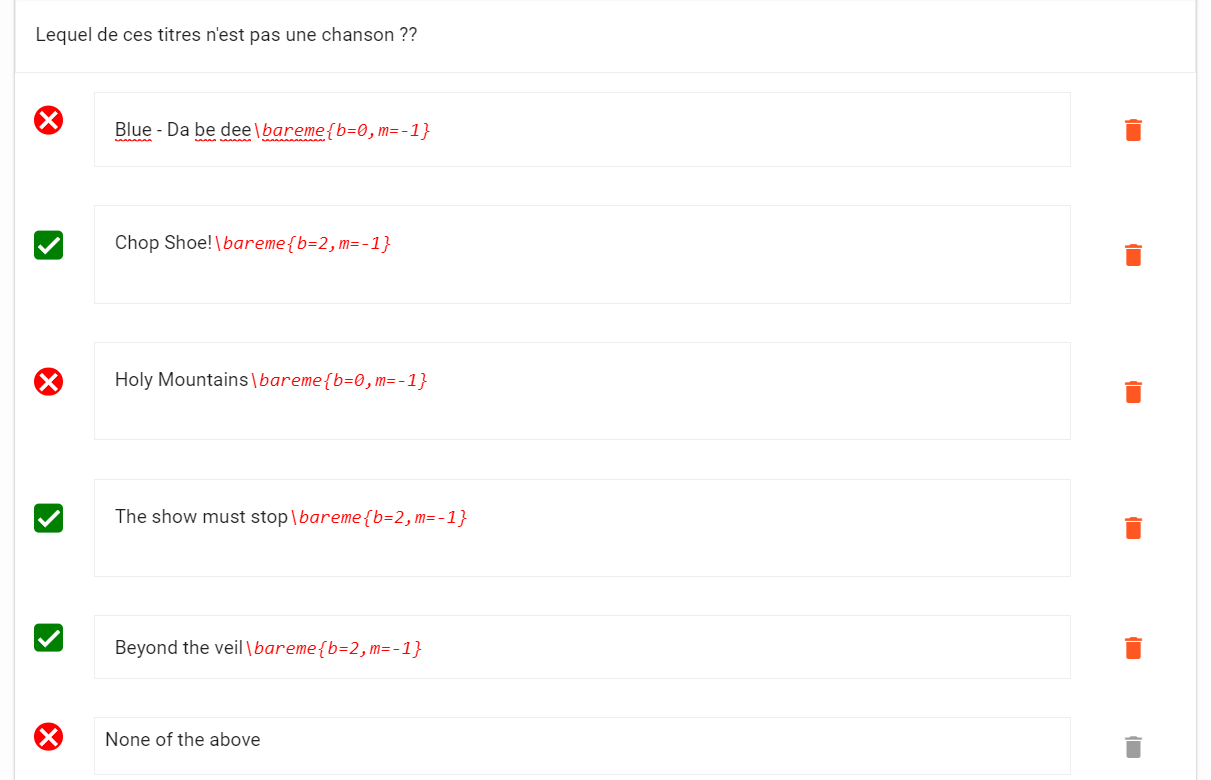 Lequel de ces titres n'est pas une chanson ??
Blue - Da be dee\bareme{b=0,m=-1}
Chop Shoe!\bareme{b=2,m=-1}
Holy Mountains\bareme{b=0,m=-1}
The show must stop\bareme{b=2,m=-1}
Beyond the veil\bareme{b=2,m=-1}
None of the above